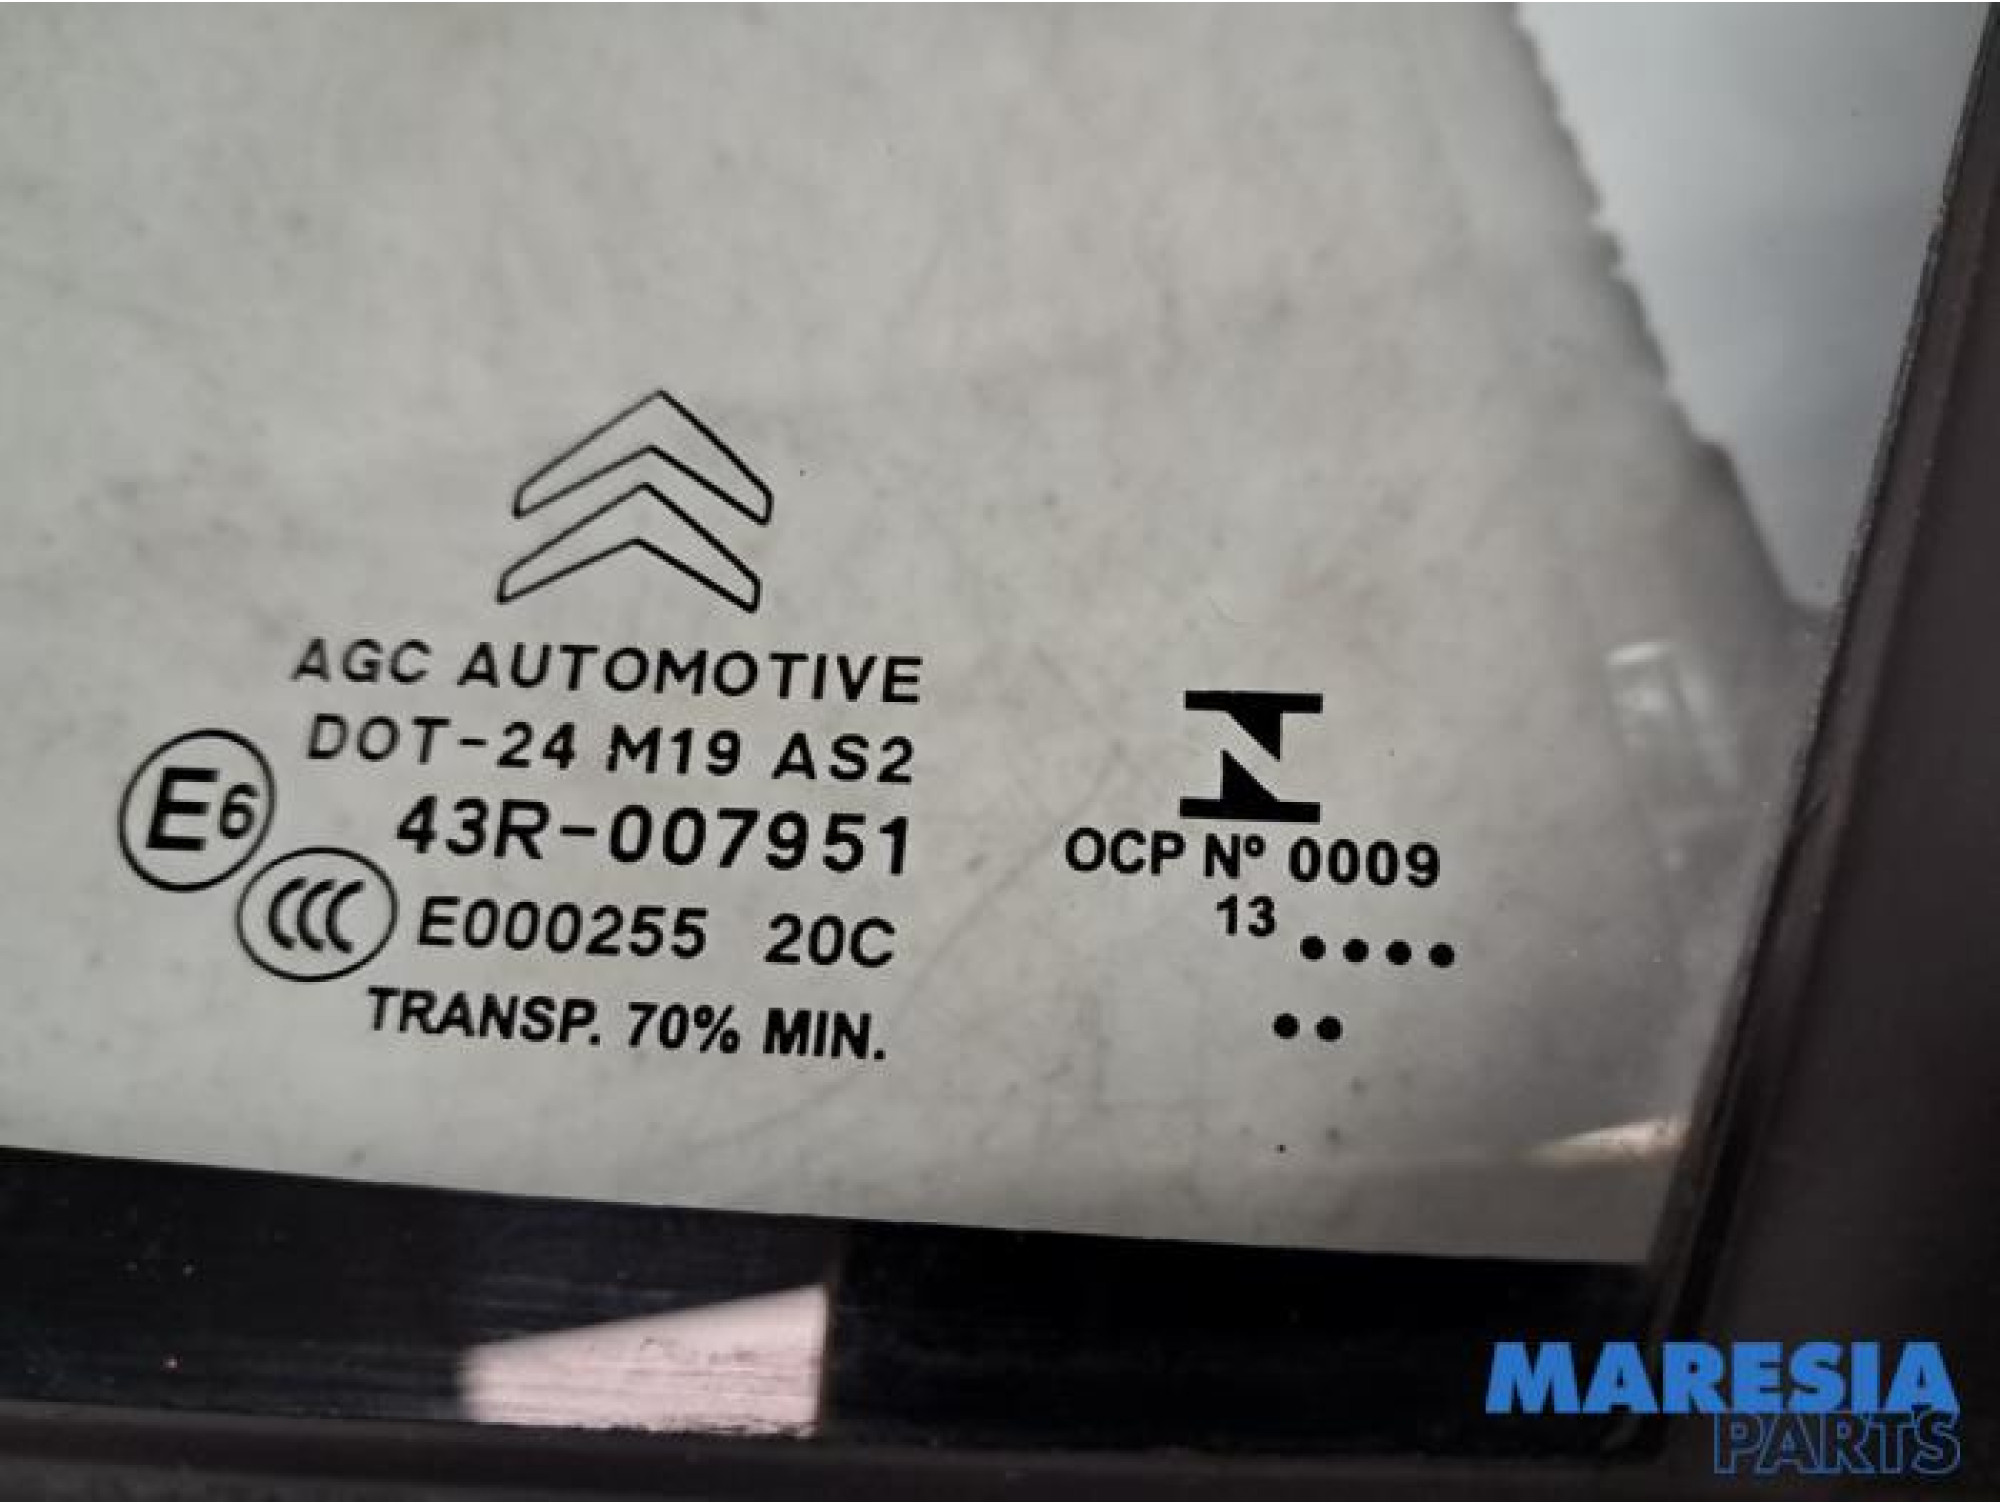 AGC AUTOMOTIVE
DOT-24 M19 AS2
E6 43R-007951
CCC E000255 20C
TRANSP. 70% MIN.
N
OCP Nº 0009
13 ....
..
MARESIA
PARTS